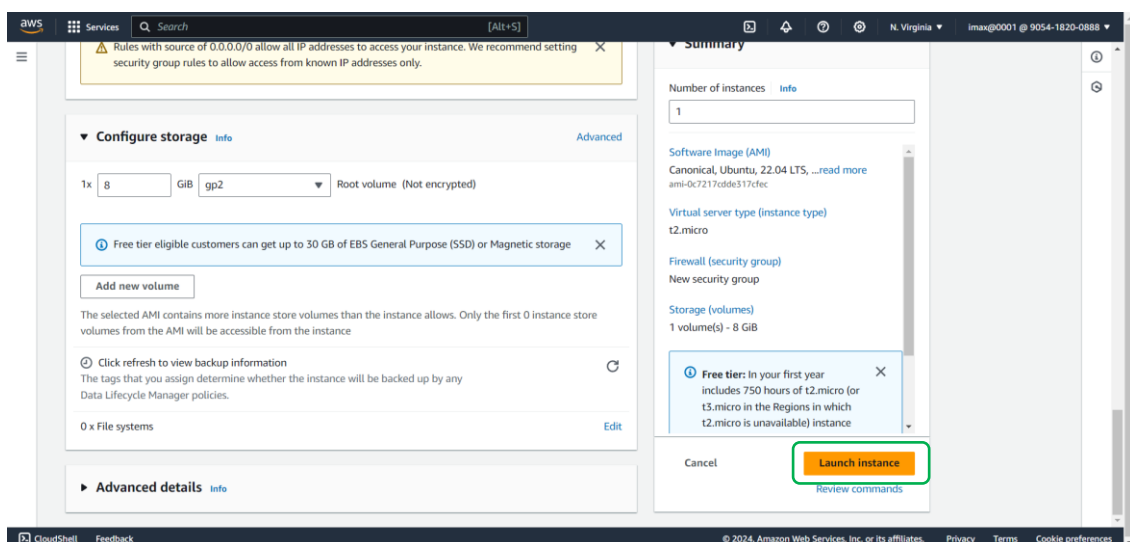 aws
Services
Search
[Alt+S]
N. Virginia
imax@0001 @ 9054-1820-0888
Rules with source of 0.0.0.0/0 allow all IP addresses to access your instance. We recommend setting
security group rules to allow access from known IP addresses only.
Configure storage Info
Advanced
1x 8 GiB gp2 Root volume (Not encrypted)
Free tier eligible customers can get up to 30 GB of EBS General Purpose (SSD) or Magnetic storage
Add new volume
The selected AMI contains more instance store volumes than the instance allows. Only the first 0 instance store
volumes from the AMI will be accessible from the instance
Click refresh to view backup information
The tags that you assign determine whether the instance will be backed up by any
Data Lifecycle Manager policies.
0 x File systems
Edit
Advanced details Info
Summary
Number of instances Info
1
Software Image (AMI)
Canonical, Ubuntu, 22.04 LTS, ...read more
ami-0c7217cdde317cfec
Virtual server type (instance type)
t2.micro
Firewall (security group)
New security group
Storage (volumes)
1 volume(s) - 8 GiB
Free tier: In your first year
includes 750 hours of t2.micro (or
t3.micro in the Regions in which
t2.micro is unavailable) instance
Cancel
Launch instance
Review commands
CloudShell
Feedback
© 2024, Amazon Web Services, Inc. or its affiliates.
Privacy
Terms
Cookie preferences